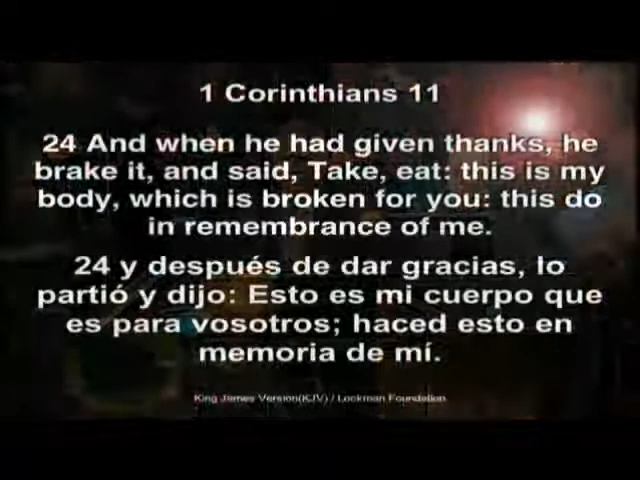 1 Corinthians 11
24 And when he had given thanks, he
brake it, and said, Take, eat: this is my
body, which is broken for you: this do
in remembrance of me.
24 y después de dar gracias, lo
partió y dijo: Esto es mi cuerpo que
es para vosotros; haced esto en
memoria de mí.
King James Version(KJV) / Lockman Foundation